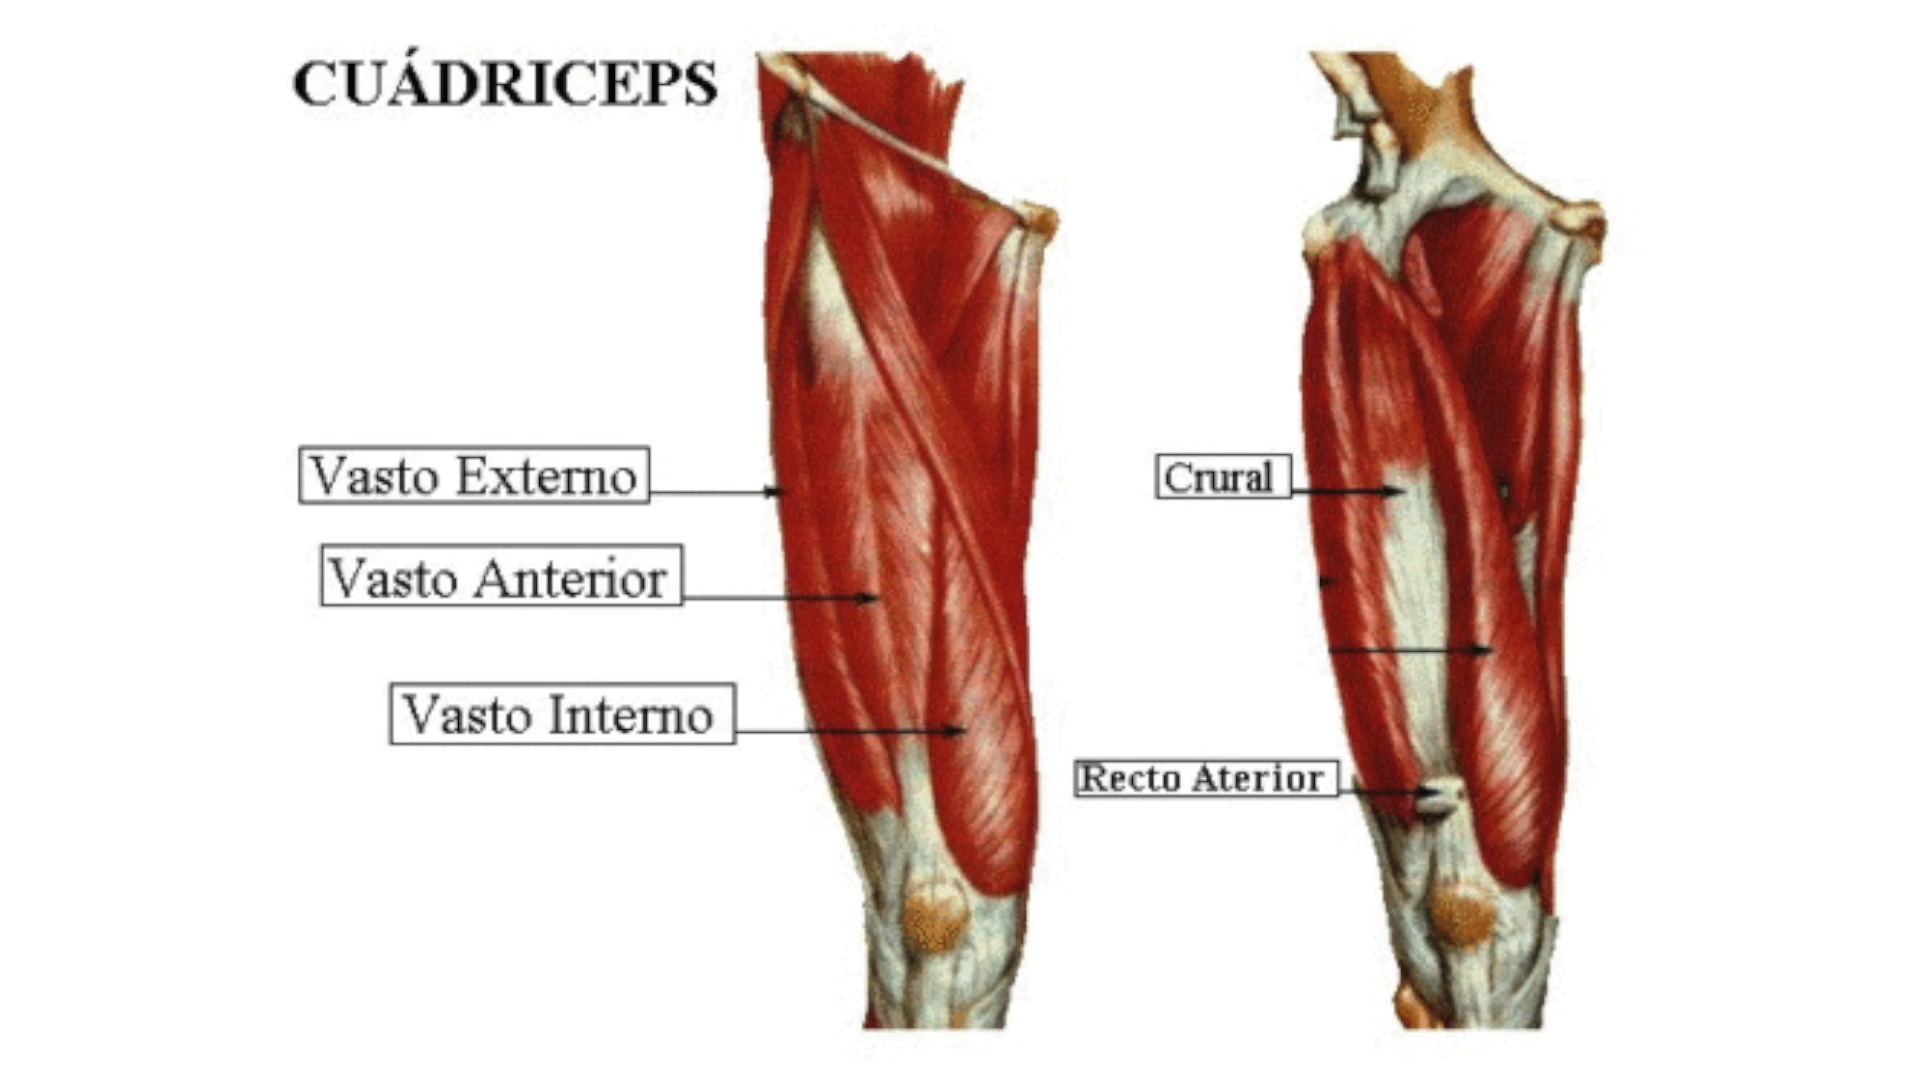 CUÁDRICEPS
Vasto Externo
Vasto Anterior
Vasto Interno
Crural
Recto Aterior